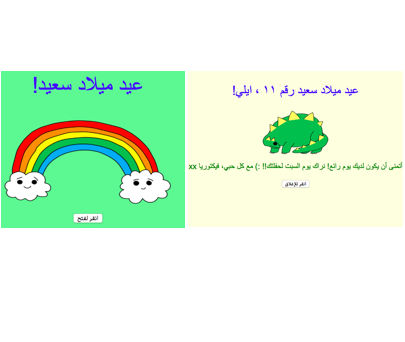 عيد ميلاد سعيد!
انقر لفتح
عيد ميلاد سعيد رقم ١١ ، ايلي!
أتمنى أن يكون لديك يوم رائع! نراك يوم السبت لحفلتك!! :) مع كل حبي، فيكتوريا xx
انقر للإغلاق